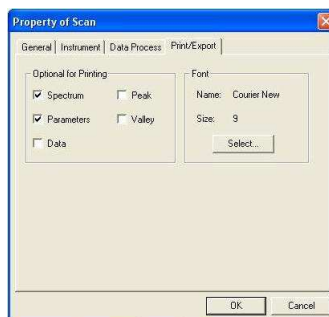 Property of Scan
General Instrument Data Process Print/Export
Optional for Printing
Spectrum Peak
Parameters Valley
Data
Font
Name: Courier New
Size: 9
Select...
OK Cancel